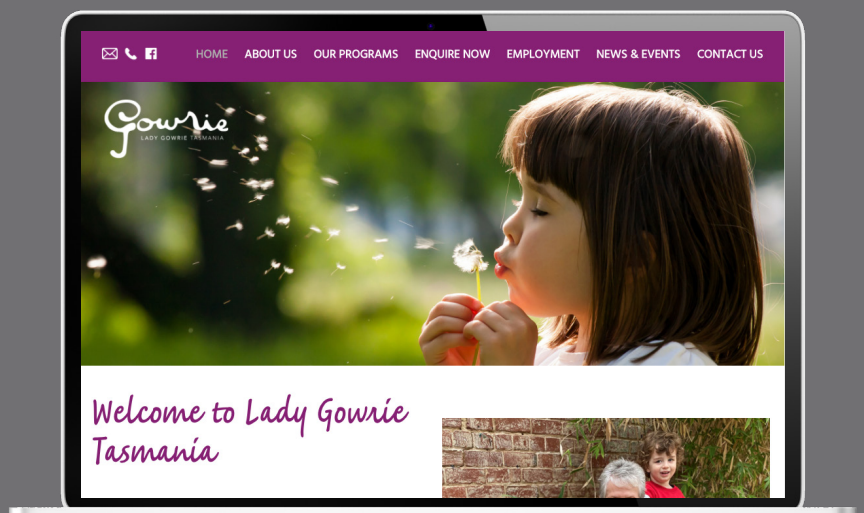 HOME ABOUT US OUR PROGRAMS ENQUIRE NOW EMPLOYMENT NEWS & EVENTS CONTACT US
Gowrie
LADY GOWRIE TASMANIA
Welcome to Lady Gowrie
Tasmania